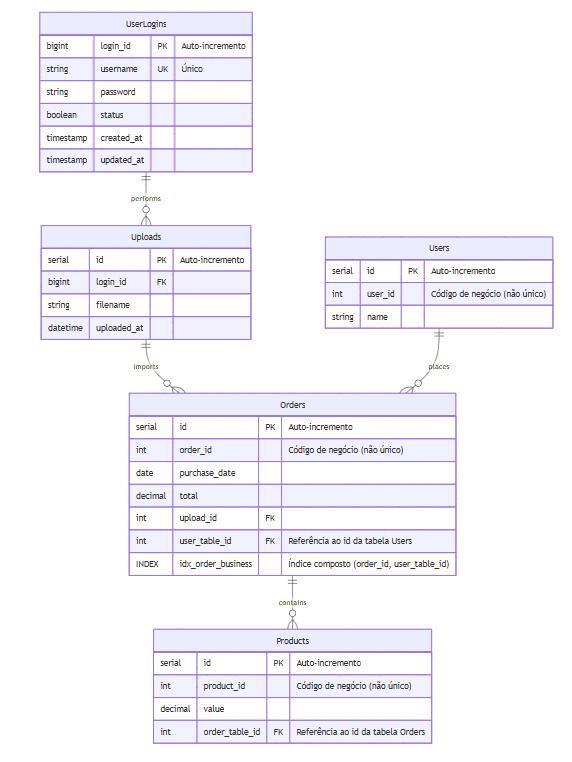 UserLogins
bigint login_id PK Auto-incremento
string username UK Único
string password
boolean status
timestamp created_at
timestamp updated_at
performs
Uploads
serial id PK Auto-incremento
bigint login_id FK
string filename
datetime uploaded_at
Users
serial id PK Auto-incremento
int user_id Código de negócio (não único)
string name
imports
places
Orders
serial id PK Auto-incremento
int order_id Código de negócio (não único)
date purchase_date
decimal total
int upload_id FK
int user_table_id FK Referência ao id da tabela Users
INDEX idx_order_business Índice composto (order_id, user_table_id)
contains
Products
serial id PK Auto-incremento
int product_id Código de negócio (não único)
decimal value
int order_table_id FK Referência ao id da tabela Orders